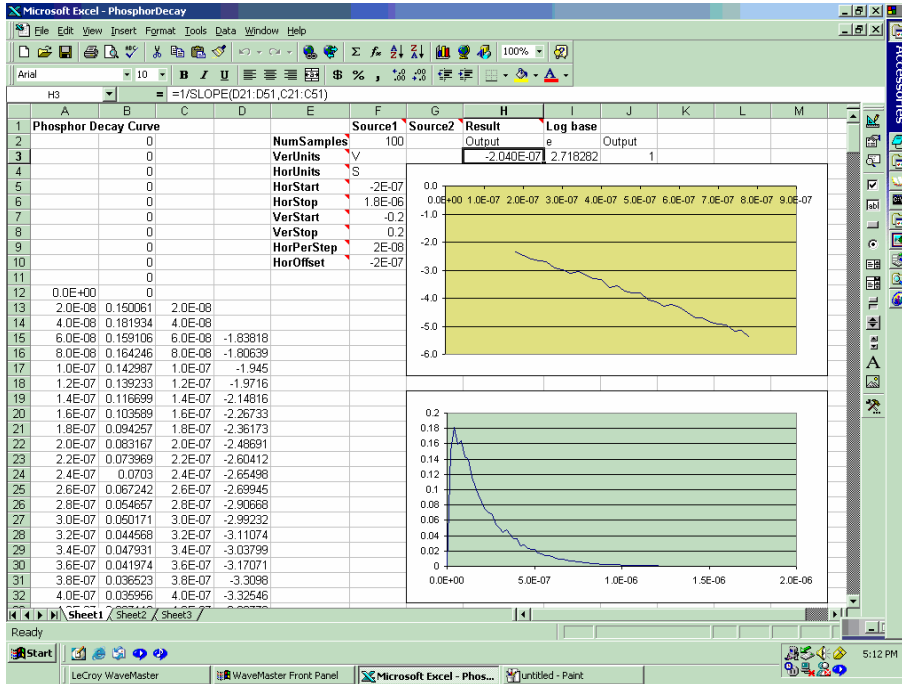 Microsoft Excel - PhosphorDecay
File Edit View Insert Format Tools Data Window Help
100%
Arial 10 B I U $ % ,
H3 = =1/SLOPE(D21:D51,C21:C51)
A B C D E F G H I J K L M
1 Phosphor Decay Curve Source1 Source2 Result Log base
2 0 NumSamples 100 Output e Output
3 0 VerUnits V -2.040E-07 2.718282 1
4 0 HorUnits S
5 0 HorStart -2E-07
6 0 HorStop 1.8E-06
7 0 VerStart -0.2
8 0 VerStop 0.2
9 0 HorPerStep 2E-08
10 0 HorOffset -2E-07
11 0
12 0.0E+00 0
13 2.0E-08 0.150061 2.0E-08
14 4.0E-08 0.181934 4.0E-08
15 6.0E-08 0.159106 6.0E-08 -1.83818
16 8.0E-08 0.164246 8.0E-08 -1.80639
17 1.0E-07 0.142987 1.0E-07 -1.945
18 1.2E-07 0.139233 1.2E-07 -1.9716
19 1.4E-07 0.116699 1.4E-07 -2.14816
20 1.6E-07 0.103589 1.6E-07 -2.26733
21 1.8E-07 0.094257 1.8E-07 -2.36173
22 2.0E-07 0.083167 2.0E-07 -2.48691
23 2.2E-07 0.073969 2.2E-07 -2.60412
24 2.4E-07 0.0703 2.4E-07 -2.65498
25 2.6E-07 0.067242 2.6E-07 -2.69945
26 2.8E-07 0.054657 2.8E-07 -2.90668
27 3.0E-07 0.050171 3.0E-07 -2.99232
28 3.2E-07 0.044568 3.2E-07 -3.11074
29 3.4E-07 0.047931 3.4E-07 -3.03799
30 3.6E-07 0.041974 3.6E-07 -3.17071
31 3.8E-07 0.036523 3.8E-07 -3.3098
32 4.0E-07 0.035956 4.0E-07 -3.32546
0.0
0.0E+00 1.0E-07 2.0E-07 3.0E-07 4.0E-07 5.0E-07 6.0E-07 7.0E-07 8.0E-07 9.0E-07
-1.0
-2.0
-3.0
-4.0
-5.0
-6.0
0.2
0.18
0.16
0.14
0.12
0.1
0.08
0.06
0.04
0.02
0
0.0E+00 5.0E-07 1.0E-06 1.5E-06 2.0E-06
Accessories
Sheet1 Sheet2 Sheet3
Ready
Start 5:12 PM
LeCroy WaveMaster WaveMaster Front Panel Microsoft Excel - Phos... untitled - Paint